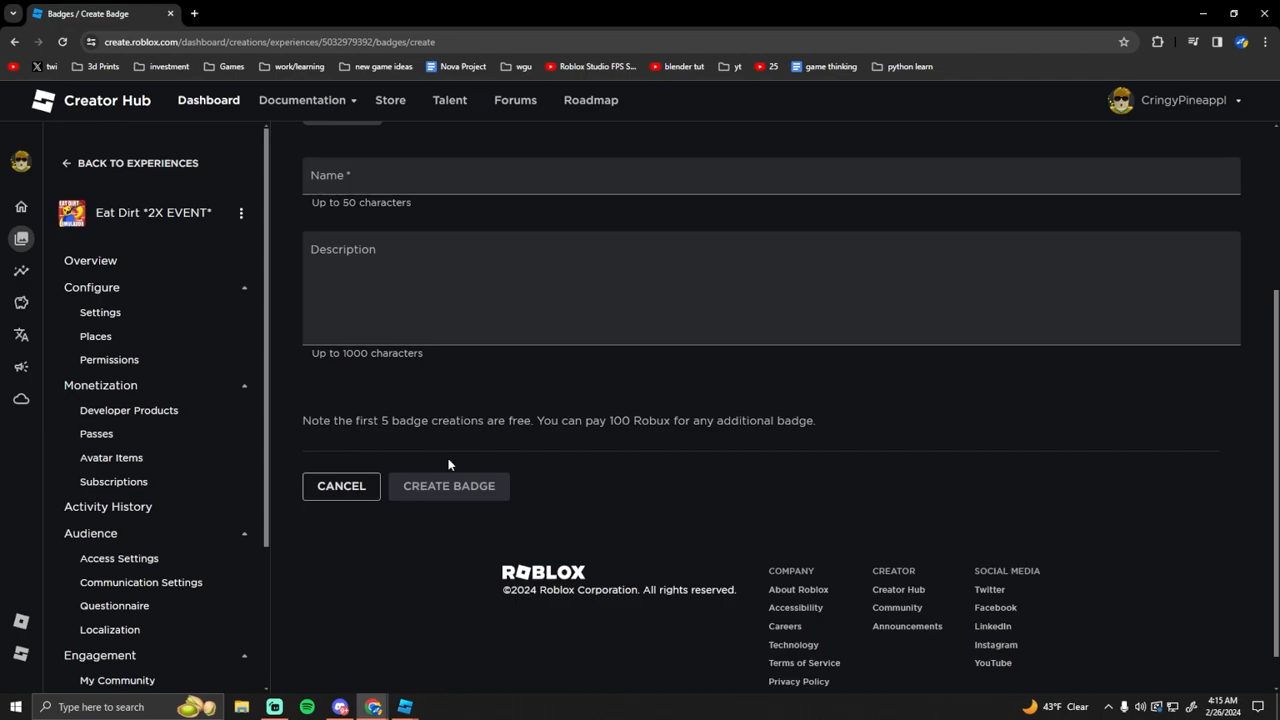 Badges / Create Badge
create.roblox.com/dashboard/creations/experiences/5032979392/badges/create
twi
3d Prints
investment
Games
work/learning
new game ideas
Nova Project
wgu
Roblox Studio FPS S...
blender tut
yt
25
game thinking
python learn
Creator Hub
Dashboard
Documentation
Store
Talent
Forums
Roadmap
CringyPineappl
BACK TO EXPERIENCES
Eat Dirt *2X EVENT*
Overview
Configure
Settings
Places
Permissions
Monetization
Developer Products
Passes
Avatar Items
Subscriptions
Activity History
Audience
Access Settings
Communication Settings
Questionnaire
Localization
Engagement
My Community
Name *
Up to 50 characters
Description
Up to 1000 characters
Note the first 5 badge creations are free. You can pay 100 Robux for any additional badge.
CANCEL
CREATE BADGE
ROBLOX
©2024 Roblox Corporation. All rights reserved.
COMPANY
About Roblox
Accessibility
Careers
Technology
Terms of Service
Privacy Policy
CREATOR
Creator Hub
Community
Announcements
SOCIAL MEDIA
Twitter
Facebook
LinkedIn
Instagram
YouTube
Type here to search
43°F Clear
4:15 AM
2/26/2024